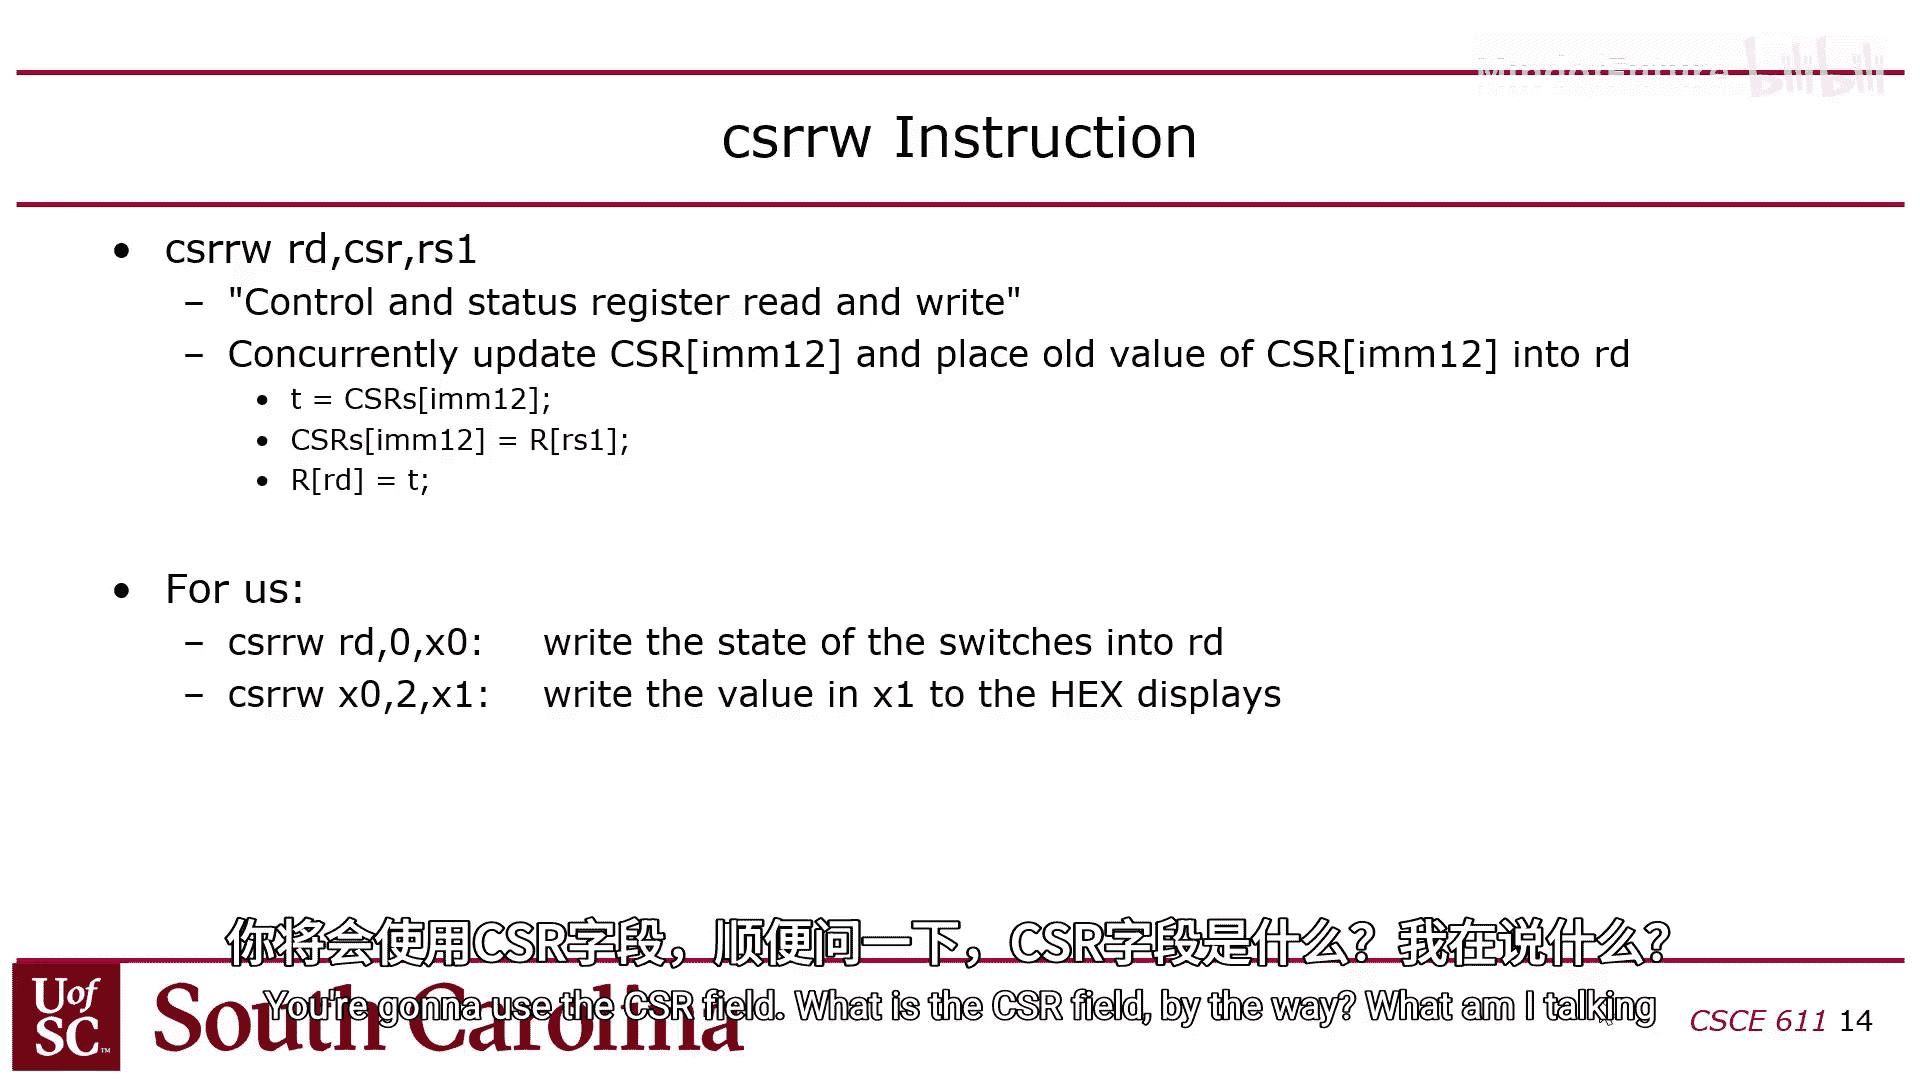 csrrw Instruction
• csrrw rd,csr,rs1
– "Control and status register read and write"
– Concurrently update CSR[imm12] and place old value of CSR[imm12] into rd
• t = CSRs[imm12];
• CSRs[imm12] = R[rs1];
• R[rd] = t;
• For us:
– csrrw rd,0,x0: write the state of the switches into rd
– csrrw x0,2,x1: write the value in x1 to the HEX displays
你将会使用CSR字段，顺便问一下，CSR字段是什么？我在说什么？
You're gonna use the CSR field. What is the CSR field, by the way? What am I talking
UofSC™
South Carolina
CSCE 611 14
bilibili